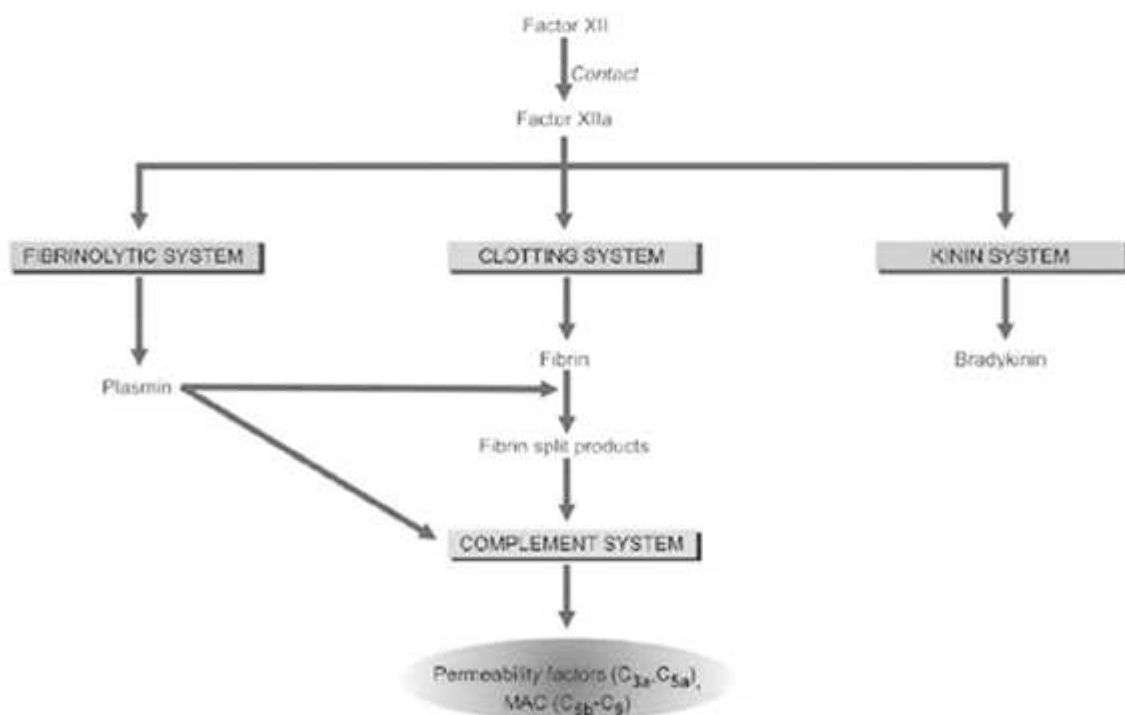 Factor XII
Contact
Factor XIIa
FIBRINOLYTIC SYSTEM
CLOTTING SYSTEM
KININ SYSTEM
Fibrin
Bradykinin
Plasmin
Fibrin split products
COMPLEMENT SYSTEM
Permeability factors (C3a,C5a),
MAC (C5b-C9)